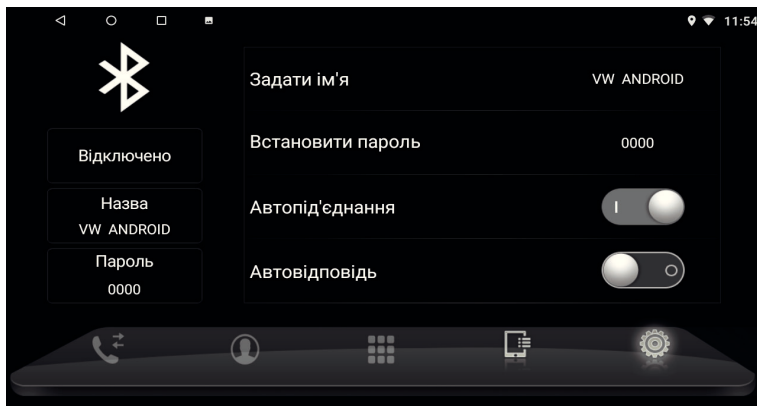 11:54
Відключено
Назва
VW ANDROID
Пароль
0000
Задати ім'я VW ANDROID
Встановити пароль 0000
Автопід'єднання
Автовідповідь